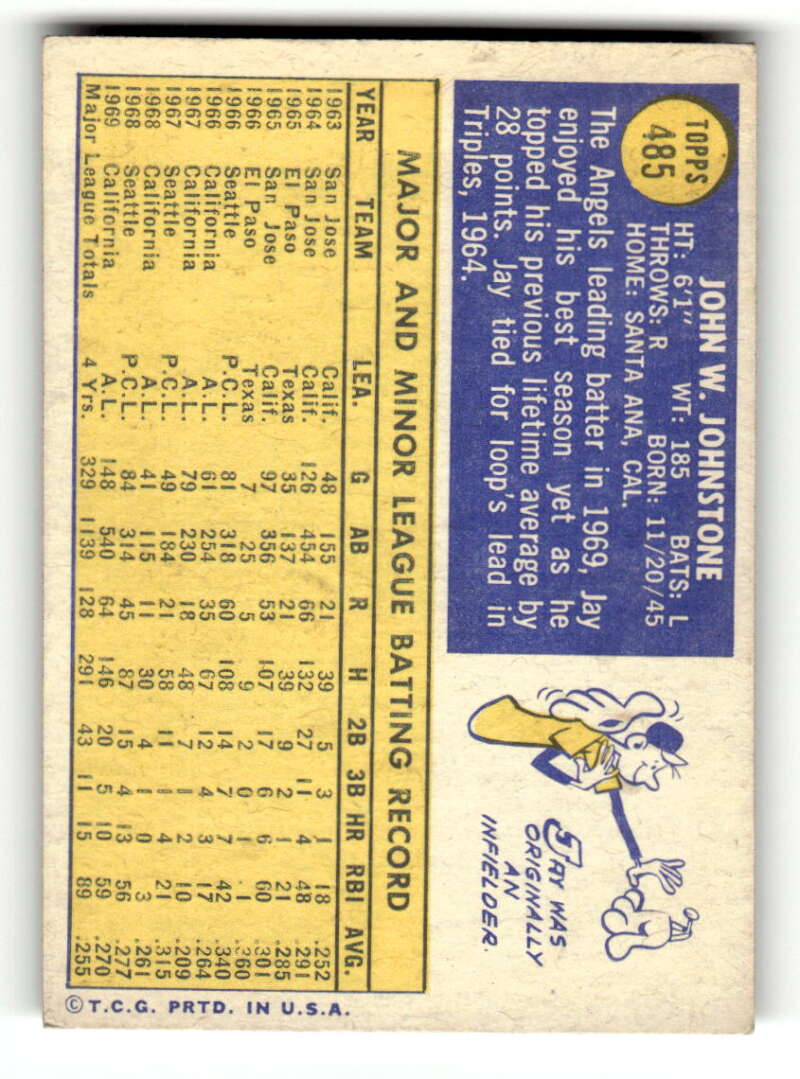 TOPPS
485
JOHN W. JOHNSTONE
HT: 6'1" WT: 185 BATS: L
THROWS: R BORN: 11/20/45
HOME: SANTA ANA, CAL.
The Angels leading batter in 1969, Jay
enjoyed his best season yet as he
topped his previous lifetime average by
28 points. Jay tied for loop's lead in
Triples, 1964.
JAY WAS
ORIGINALLY
AN
INFIELDER.
MAJOR AND MINOR LEAGUE BATTING RECORD
YEAR TEAM LEA. G AB R H 2B 3B HR RBI AVG.
1963 San Jose Calif. 48 155 21 39 5 3 1 18 .252
1964 San Jose Calif. 126 454 66 132 27 11 4 48 .291
1965 El Paso Texas 35 137 21 39 9 2 1 21 .285
1965 San Jose Calif. 97 356 53 107 17 6 6 60 .301
1966 El Paso Texas 7 25 5 9 2 0 1 1 .360
1966 Seattle P.C.L. 81 318 60 108 14 7 7 42 .340
1966 California A.L. 61 254 35 67 12 4 3 17 .264
1967 California A.L. 79 230 18 48 7 1 2 10 .209
1967 Seattle P.C.L. 49 184 21 58 11 1 4 21 .315
1968 California A.L. 41 115 11 30 4 1 0 3 .261
1968 Seattle P.C.L. 84 314 45 87 15 4 13 56 .277
1969 California A.L. 148 540 64 146 20 5 10 59 .270
Major League Totals 4 Yrs. 329 1139 128 291 43 11 15 89 .255
© T.C.G. PRTD. IN U.S.A.